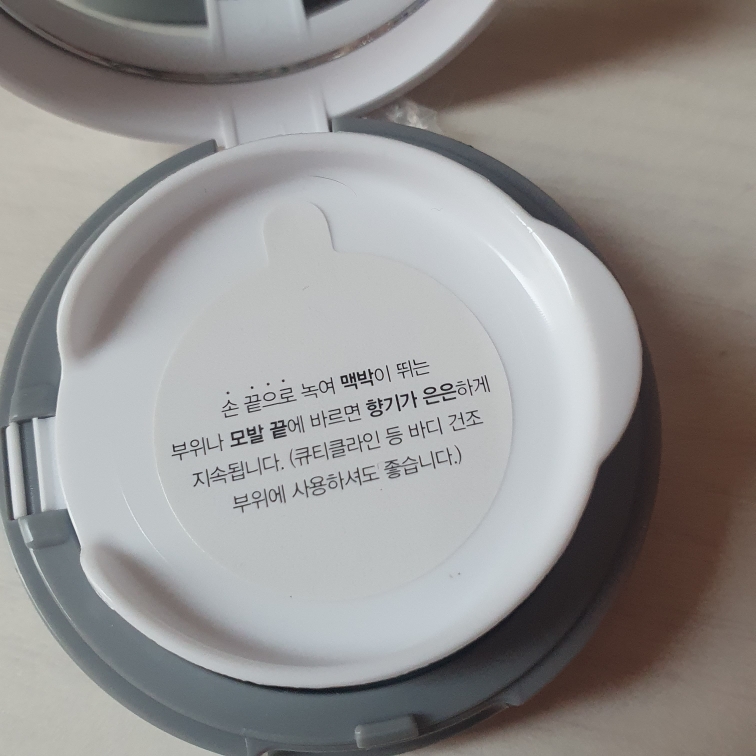 손 끝으로 녹여 맥박이 뛰는
부위나 모발 끝에 바르면 향기가 은은하게
지속됩니다. (큐티클라인 등 바디 건조
부위에 사용하셔도 좋습니다.)